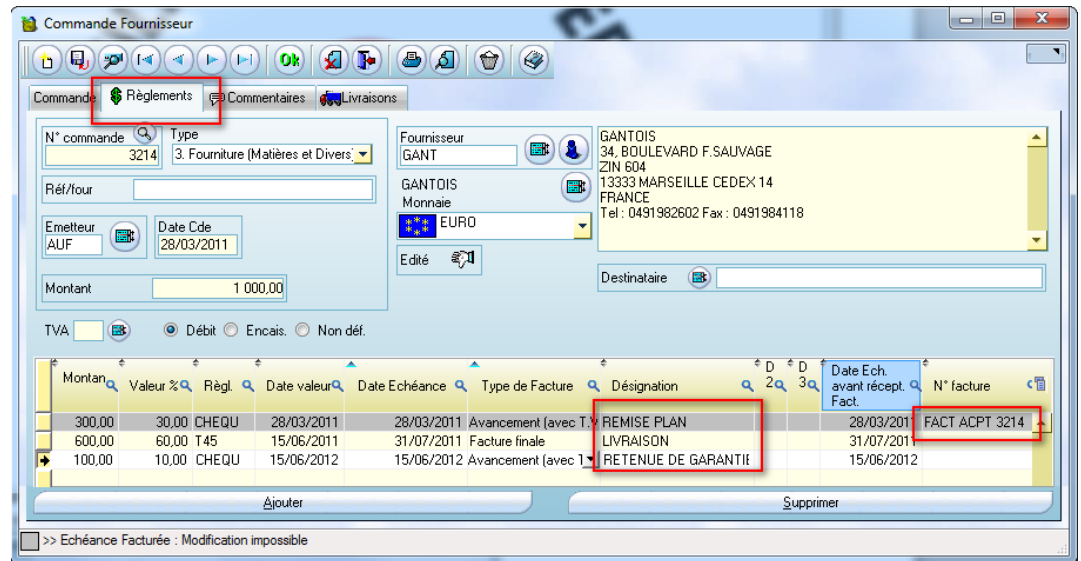 Commande Fournisseur
Ok
Commande $ Règlements Commentaires Livraisons
N° commande Type
3214 3. Fourniture (Matières et Divers)
Réf/four
Emetteur Date Cde
AUF 28/03/2011
Montant 1 000,00
Fournisseur
GANT
GANTOIS
Monnaie
EURO
Edité
GANTOIS
34, BOULEVARD F.SAUVAGE
ZIN 604
13333 MARSEILLE CEDEX 14
FRANCE
Tel : 0491982602 Fax : 0491984118
Destinataire
TVA Débit Encais. Non déf.
Montan Valeur % Règl. Date valeur Date Echéance Type de Facture Désignation D 2 D 3 Date Ech. avant récept. Fact. N° facture
300,00 30,00 CHEQU 28/03/2011 28/03/2011 Avancement (avec T.V REMISE PLAN 28/03/2011 FACT ACPT 3214
600,00 60,00 T45 15/06/2011 31/07/2011 Facture finale LIVRAISON 31/07/2011
100,00 10,00 CHEQU 15/06/2012 15/06/2012 Avancement (avec T RETENUE DE GARANTIE 15/06/2012
Ajouter Supprimer
>> Echéance Facturée : Modification impossible